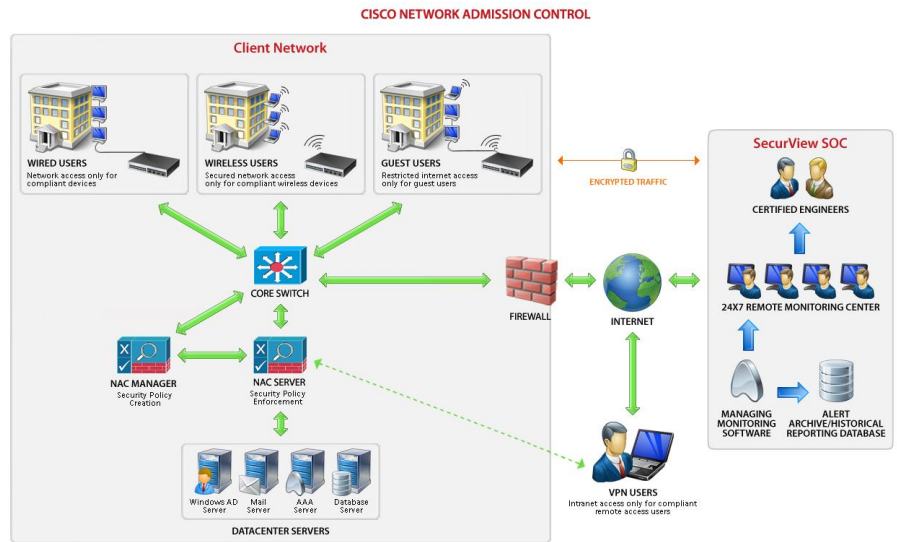 CISCO NETWORK ADMISSION CONTROL
Client Network
WIRED USERS
Network access only for
compliant devices
WIRELESS USERS
Secured network access
only for compliant wireless devices
GUEST USERS
Restricted internet access
only for guest users
ENCRYPTED TRAFFIC
SecurView SOC
CERTIFIED ENGINEERS
CORE SWITCH
FIREWALL
INTERNET
24X7 REMOTE MONITORING CENTER
NAC MANAGER
Security Policy
Creation
NAC SERVER
Security Policy
Enforcement
MANAGING
MONITORING
SOFTWARE
ALERT
ARCHIVE/HISTORICAL
REPORTING DATABASE
VPN USERS
Intranet access only for compliant
remote access users
Windows AD
Server
Mail
Server
AAA
Server
Database
Server
DATACENTER SERVERS